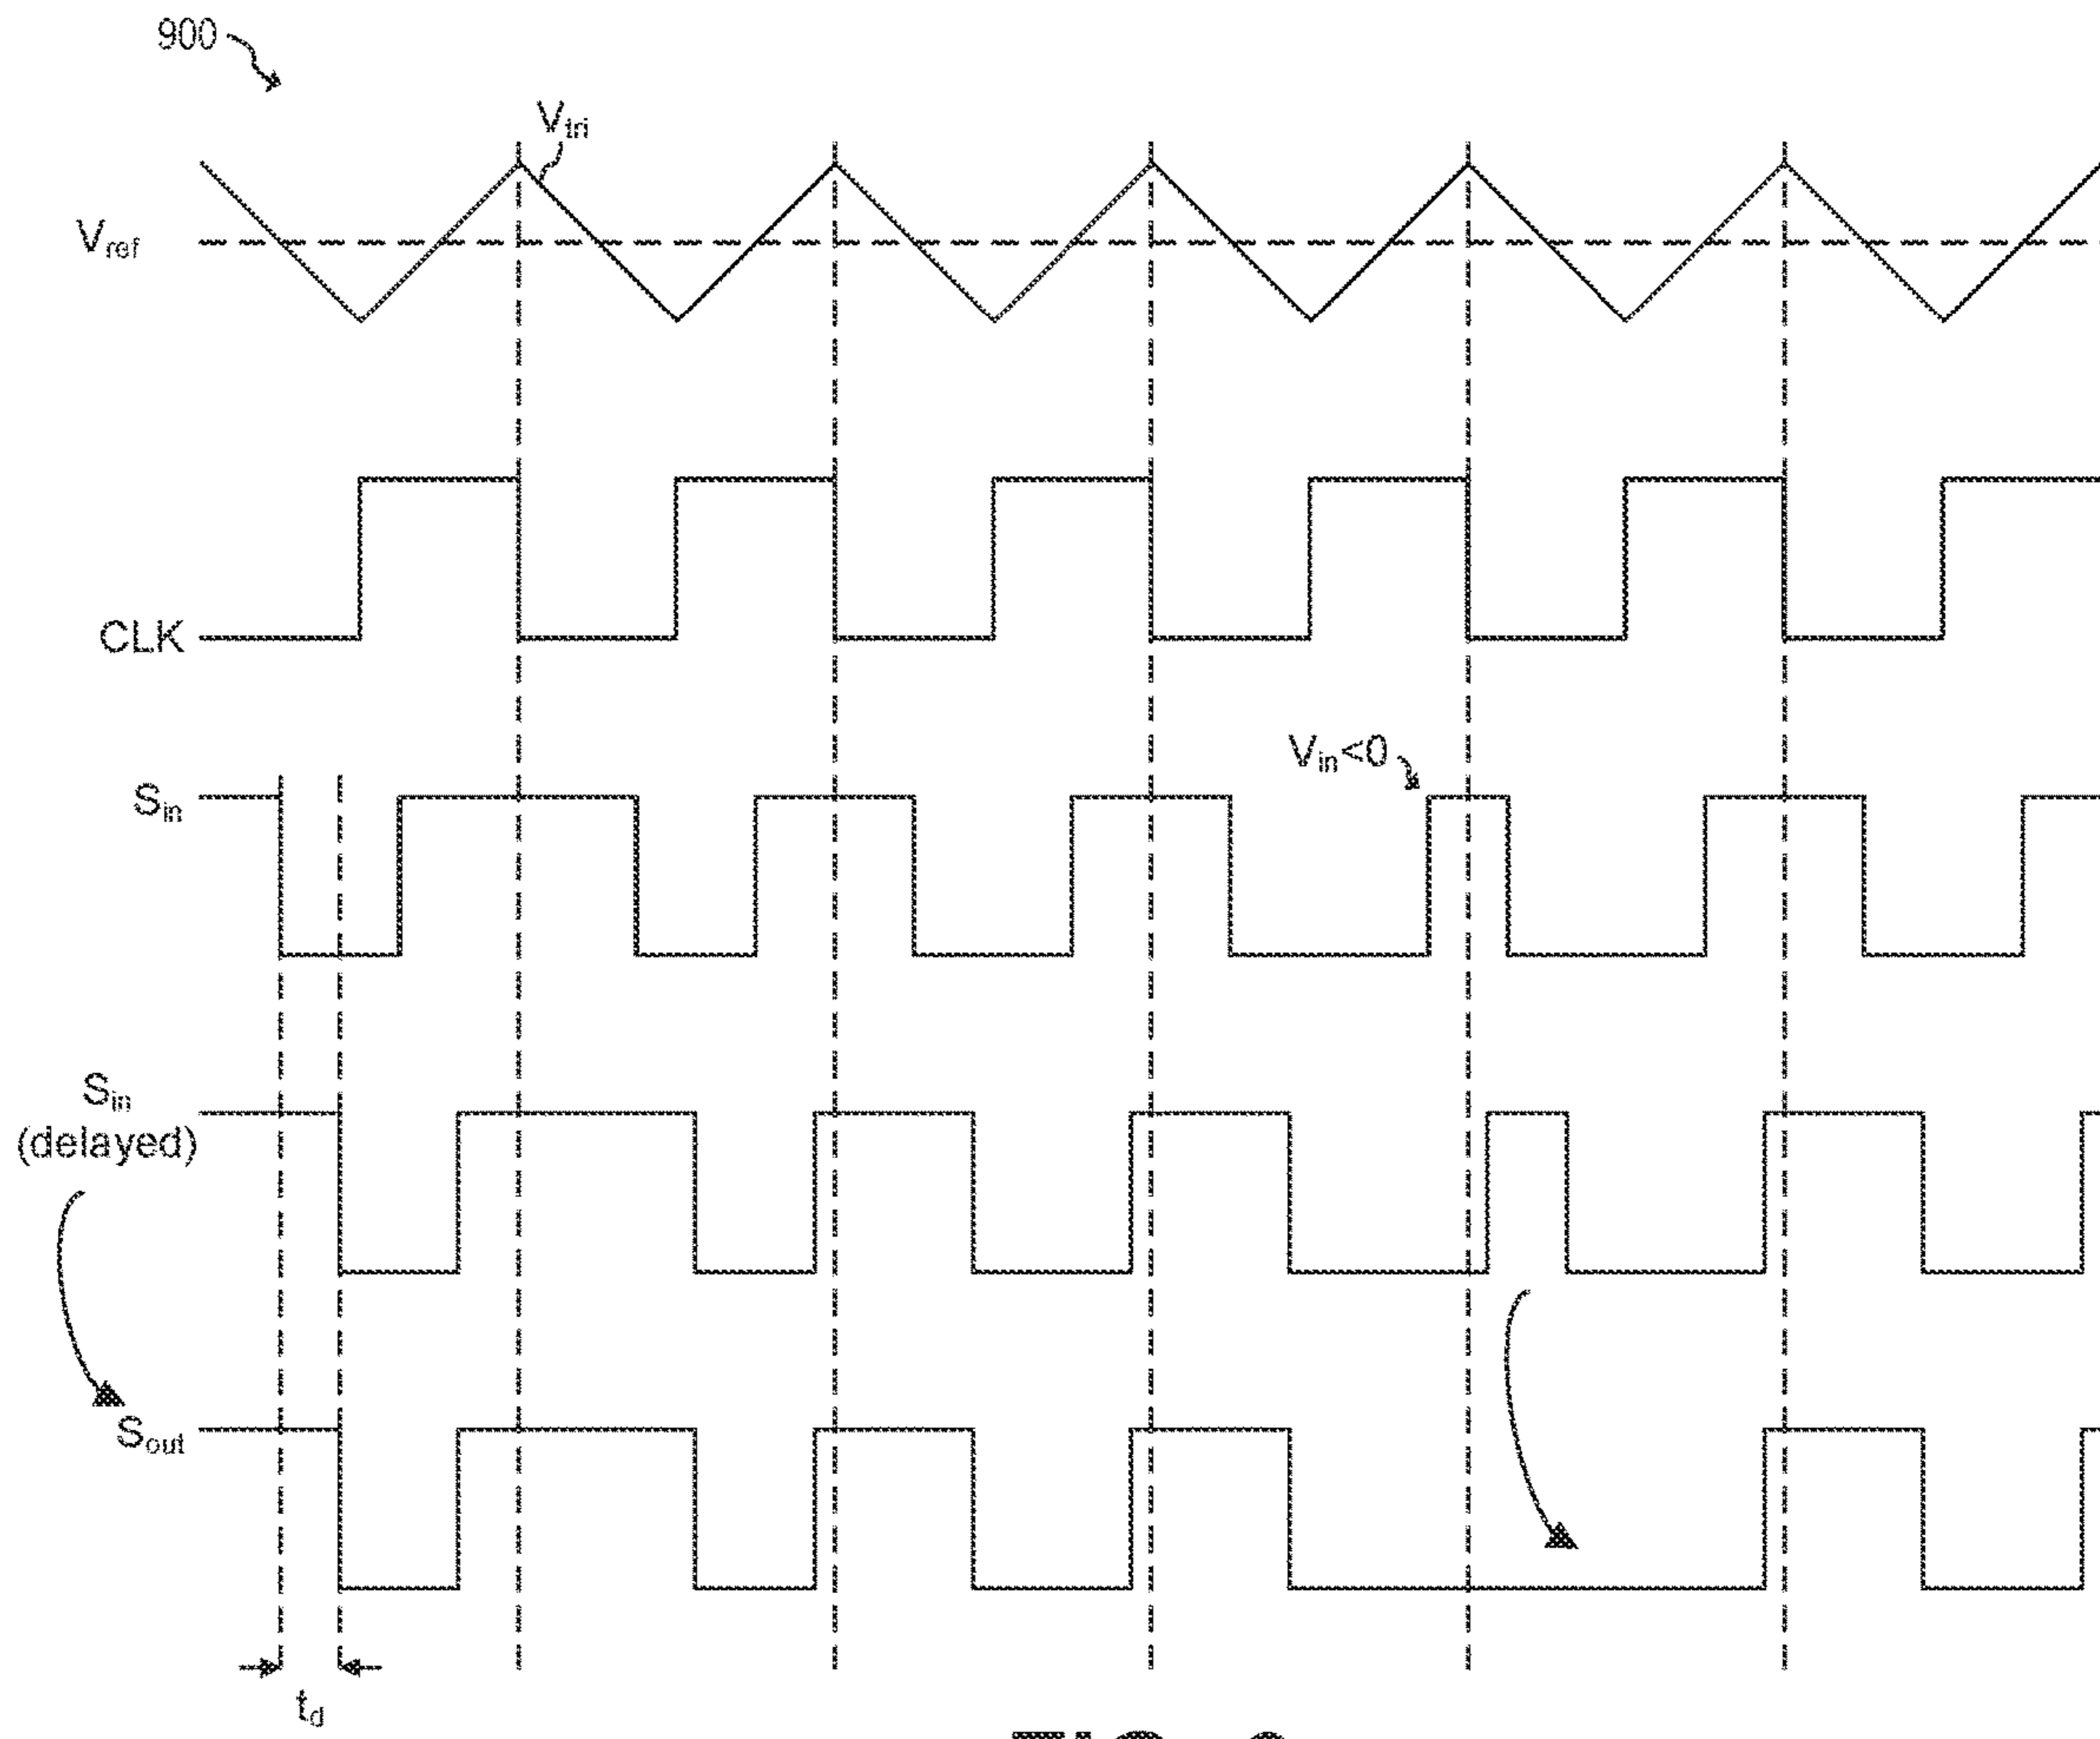 900
Vtri
Vref
CLK
Vin<0
Sin
Sin
(delayed)
Sout
td